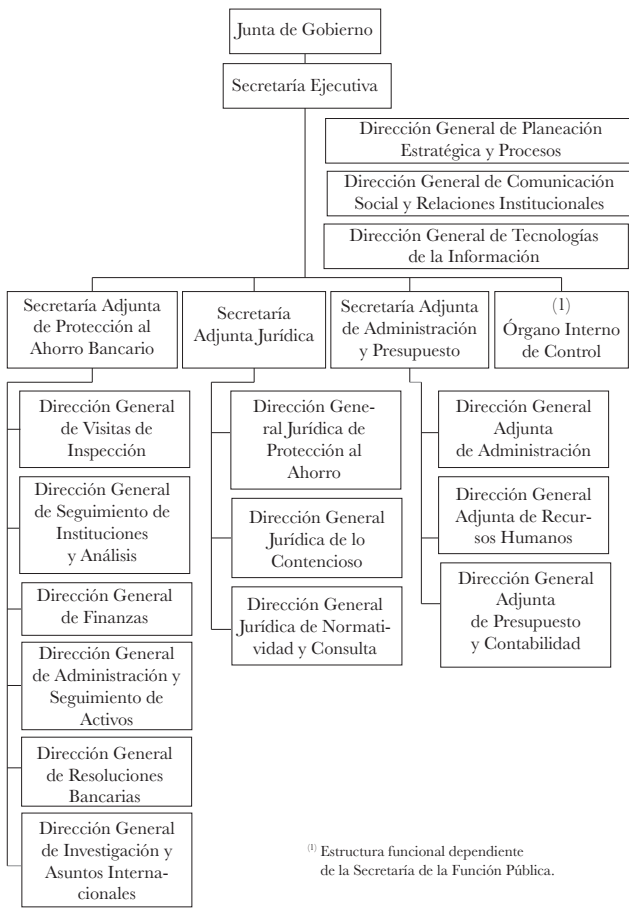 Junta de Gobierno
Secretaría Ejecutiva
Dirección General de Planeación
Estratégica y Procesos
Dirección General de Comunicación
Social y Relaciones Institucionales
Dirección General de Tecnologías
de la Información
Secretaría Adjunta
de Protección al
Ahorro Bancario
Secretaría
Adjunta Jurídica
Secretaría Adjunta
de Administración
y Presupuesto
(1)
Órgano Interno
de Control
Dirección General
de Visitas de
Inspección
Dirección General
de Seguimiento de
Instituciones
y Análisis
Dirección General
de Finanzas
Dirección General
de Administración y
Seguimiento de
Activos
Dirección General
de Resoluciones
Bancarias
Dirección General
de Investigación y
Asuntos Interna-
cionales
Dirección Gene-
ral Jurídica de
Protección al
Ahorro
Dirección General
Jurídica de lo
Contencioso
Dirección General
Jurídica de Normati-
vidad y Consulta
Dirección General
Adjunta
de Administración
Dirección General
Adjunta de Recur-
sos Humanos
Dirección General
Adjunta
de Presupuesto
y Contabilidad
(1) Estructura funcional dependiente
de la Secretaría de la Función Pública.